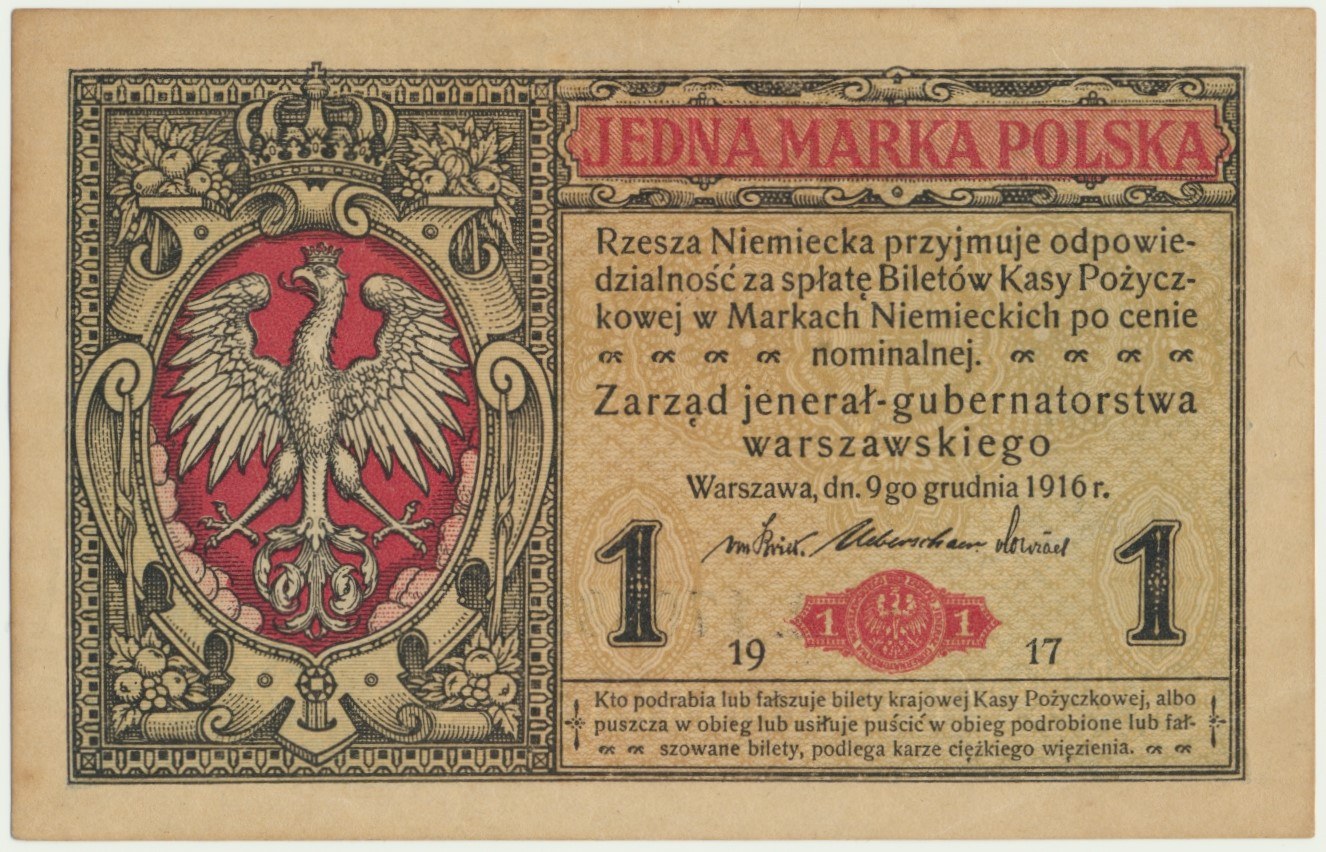 JEDNA MARKA POLSKA
Rzesza Niemiecka przyjmuje odpowie-
dzialność za spłatę Biletów Kasy Pożycz-
kowej w Markach Niemieckich po cenie
nominalnej.
Zarząd jenerał-gubernatorstwa
warszawskiego
Warszawa, dn. 9go grudnia 1916 r.
1 1
1 1
19 17
Kto podrabia lub fałszuje bilety krajowej Kasy Pożyczkowej, albo
puszcza w obieg lub usiłuje puścić w obieg podrobione lub fał-
szowane bilety, podlega karze ciężkiego więzienia.